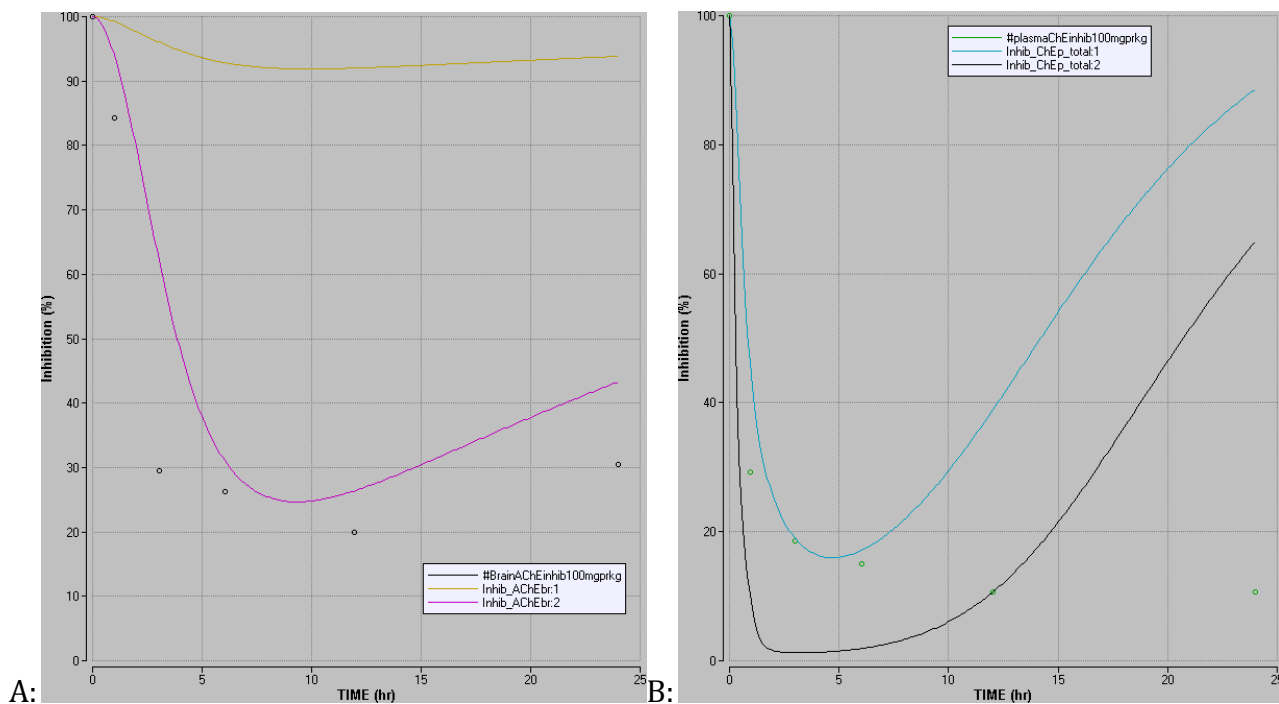 A:
Inhibition (%)
100
90
80
70
60
50
40
30
20
10
0
#BrainAChEinhib100mgprkg
Inhib_AChEbr:1
Inhib_AChEbr:2
0
5
10
15
20
25
TIME (hr)
B:
Inhibition (%)
100
80
60
40
20
0
#plasmaChEinhib100mgprkg
Inhib_ChEp_total:1
Inhib_ChEp_total:2
0
5
10
15
20
25
TIME (hr)